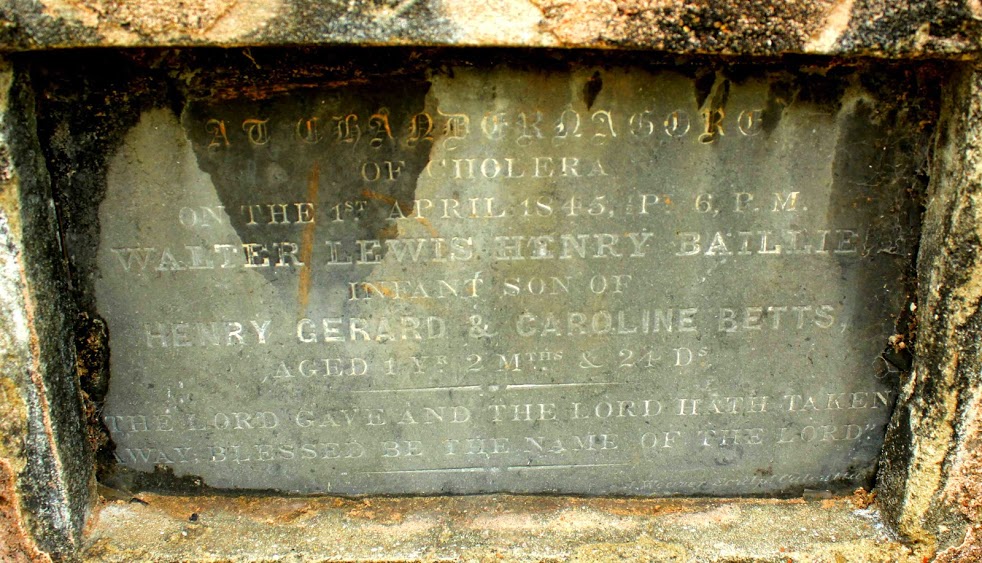 AT CHANDERNAGORE
OF CHOLERA
ON THE 1ST APRIL 1845, 6, P. M.
WALTER LEWIS HENRY BAILLIE
INFANT SON OF
HENRY GERARD & CAROLINE BETTS,
AGED 1 YR 2 MTHS & 24 DS
THE LORD GAVE AND THE LORD HATH TAKEN
AWAY, BLESSED BE THE NAME OF THE LORD"